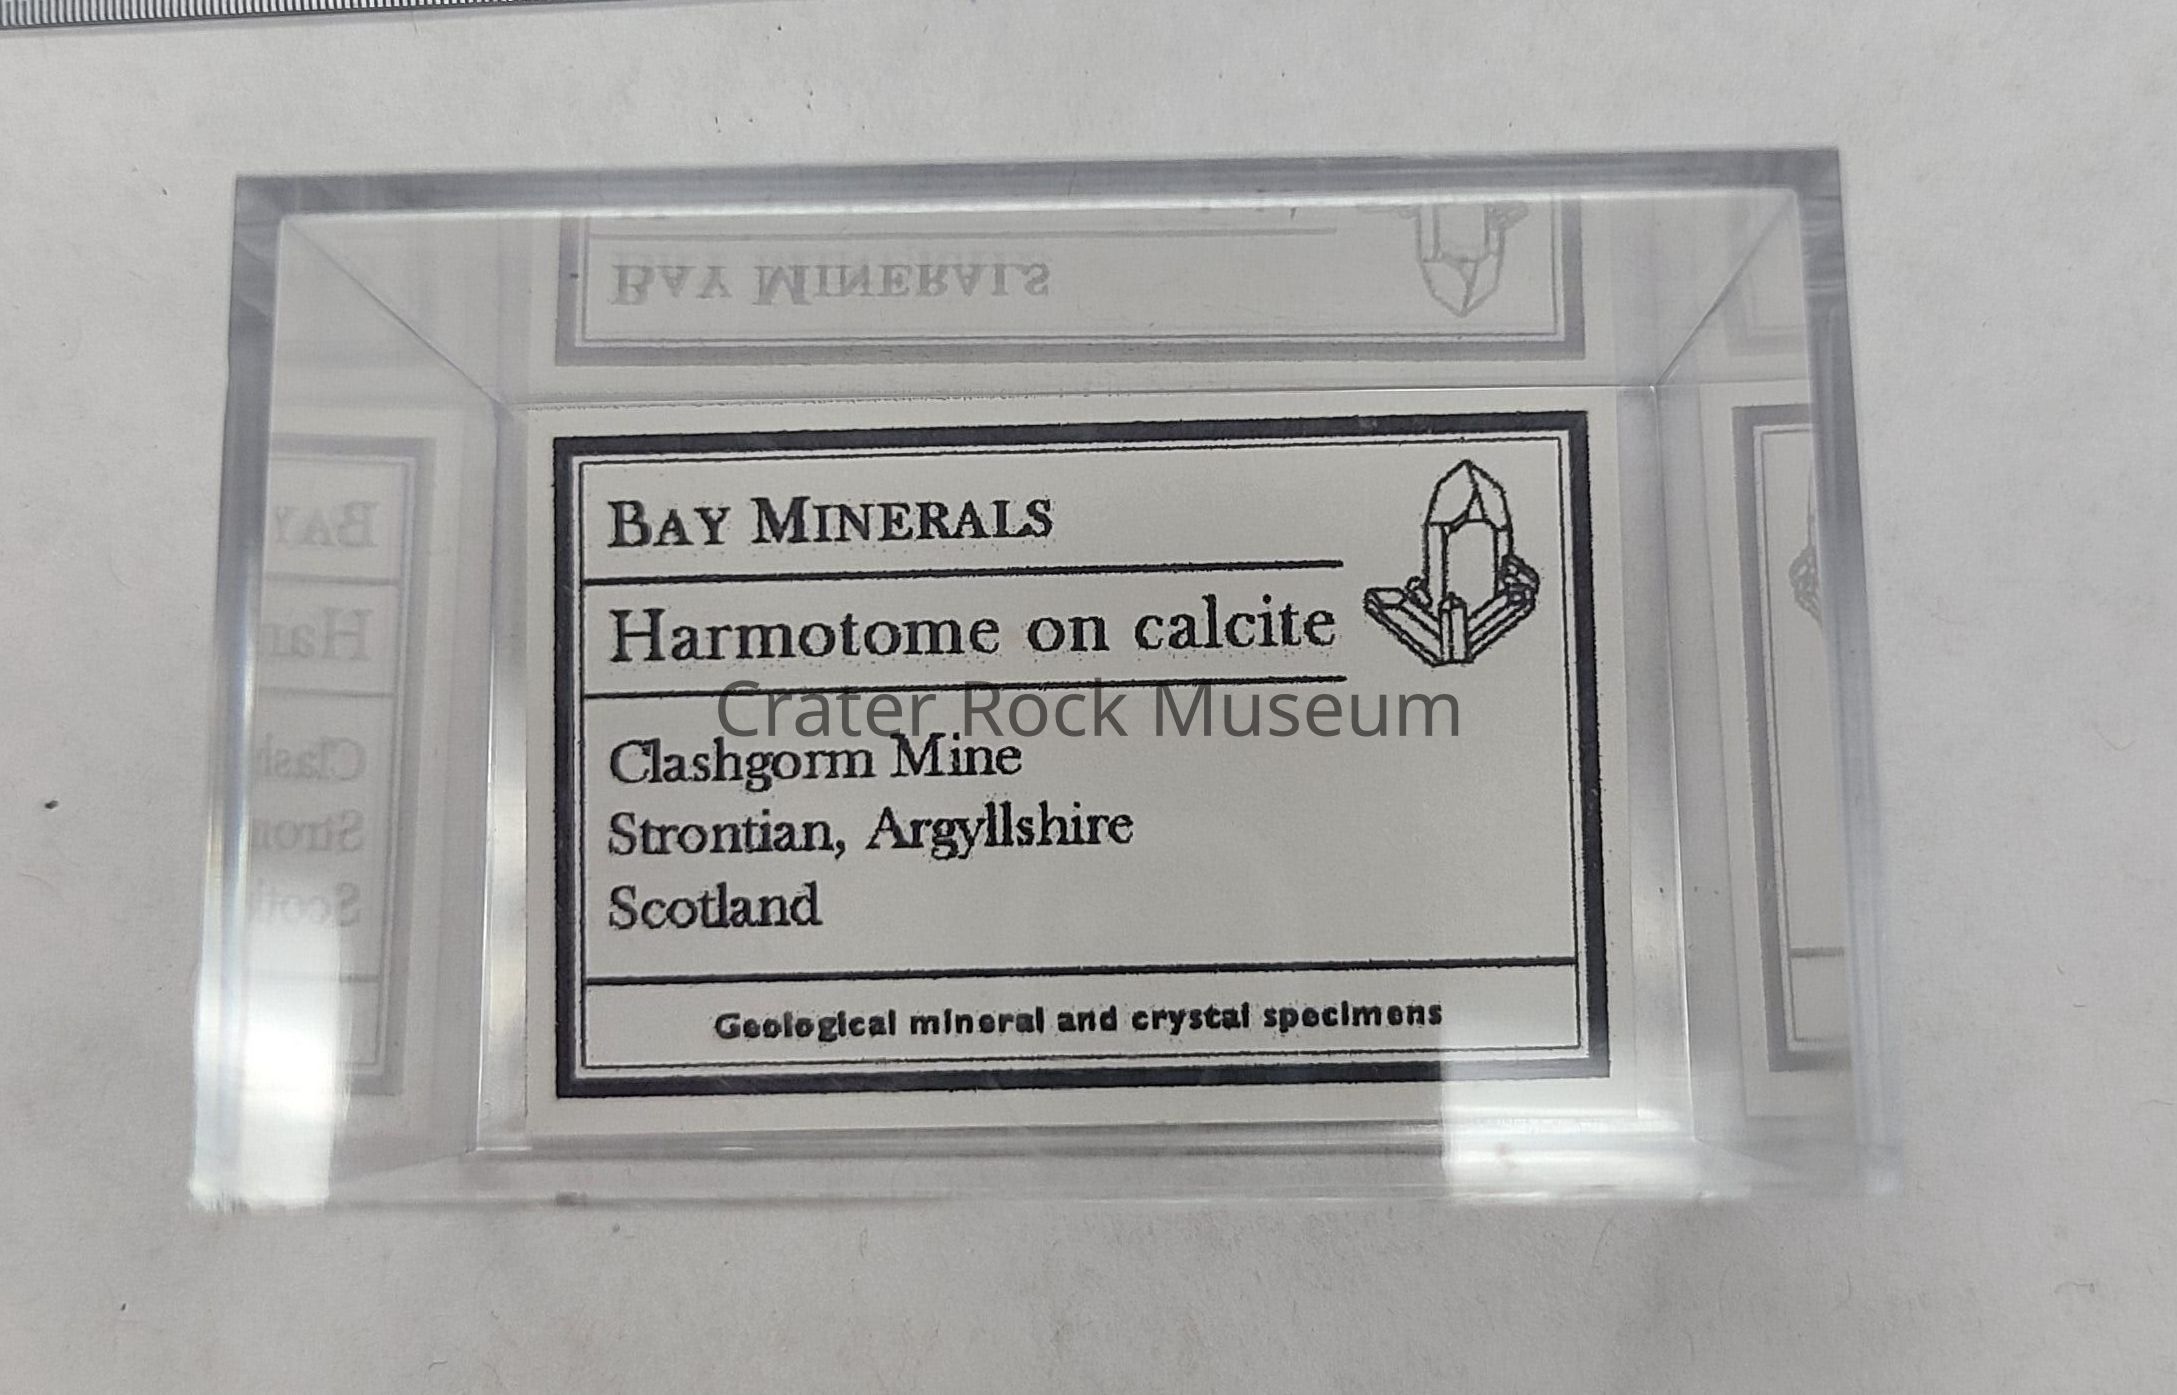 BAY MINERALS
Harmotome on calcite
Crater Rock Museum
Clashgorm Mine
Strontian, Argyllshire
Scotland
Geological mineral and crystal specimens